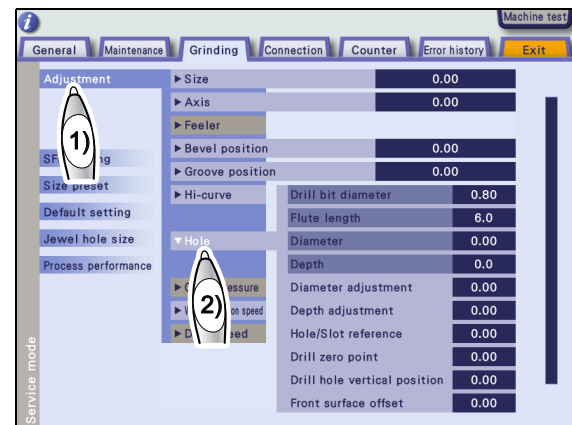 i
Machine test
General Maintenance Grinding Connection Counter Error history Exit
Adjustment
1)
Size preset
Default setting
Jewel hole size
Process performance
▶ Size 0.00
▶ Axis 0.00
▶ Feeler
▶ Bevel position 0.00
▶ Groove position 0.00
▶ Hi-curve
▼ Hole
2)
speed
Drill bit diameter 0.80
Flute length 6.0
Diameter 0.00
Depth 0.0
Diameter adjustment 0.00
Depth adjustment 0.00
Hole/Slot reference 0.00
Drill zero point 0.00
Drill hole vertical position 0.00
Front surface offset 0.00
Service mode